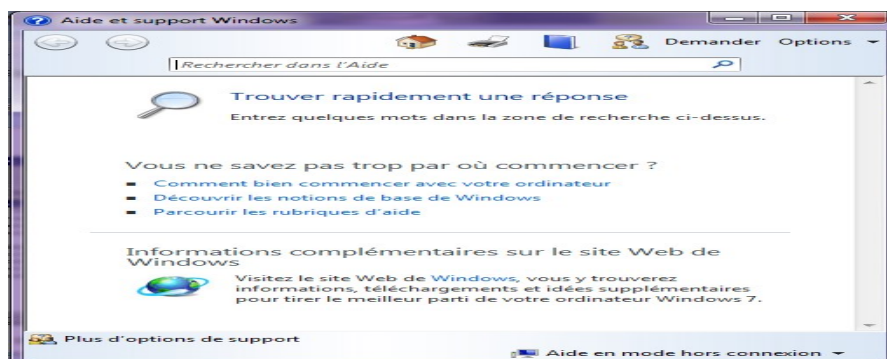 Aide et support Windows
Demander Options
Rechercher dans l'Aide
Trouver rapidement une réponse
Entrez quelques mots dans la zone de recherche ci-dessus.
Vous ne savez pas trop par où commencer ?
Comment bien commencer avec votre ordinateur
Découvrir les notions de base de Windows
Parcourir les rubriques d'aide
Informations complémentaires sur le site Web de
Windows
Visitez le site Web de Windows, vous y trouverez
informations, téléchargements et idées supplémentaires
pour tirer le meilleur parti de votre ordinateur Windows 7.
Plus d'options de support
Aide en mode hors connexion